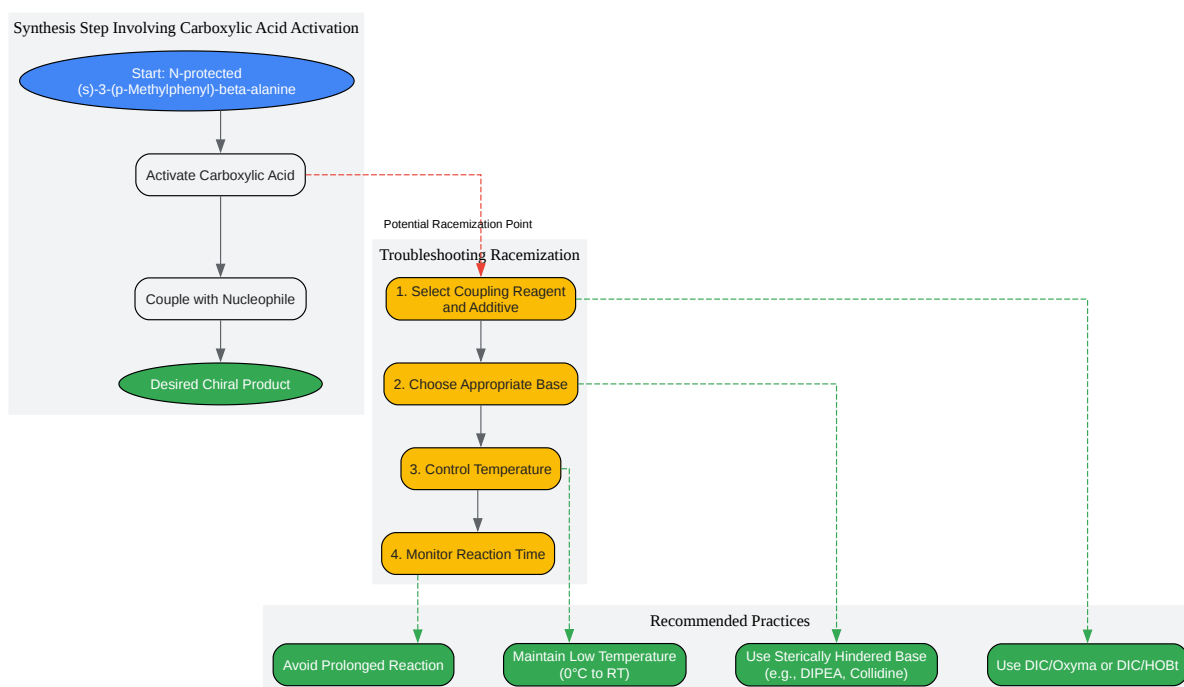 Synthesis Step Involving Carboxylic Acid Activation
Start: N-protected
(s)-3-(p-Methylphenyl)-beta-alanine
Activate Carboxylic Acid
Couple with Nucleophile
Desired Chiral Product
Potential Racemization Point
Troubleshooting Racemization
1. Select Coupling Reagent
and Additive
2. Choose Appropriate Base
3. Control Temperature
4. Monitor Reaction Time
Recommended Practices
Avoid Prolonged Reaction
Maintain Low Temperature
(0°C to RT)
Use Sterically Hindered Base
(e.g., DIPEA, Collidine)
Use DIC/Oxyma or DIC/HOBt